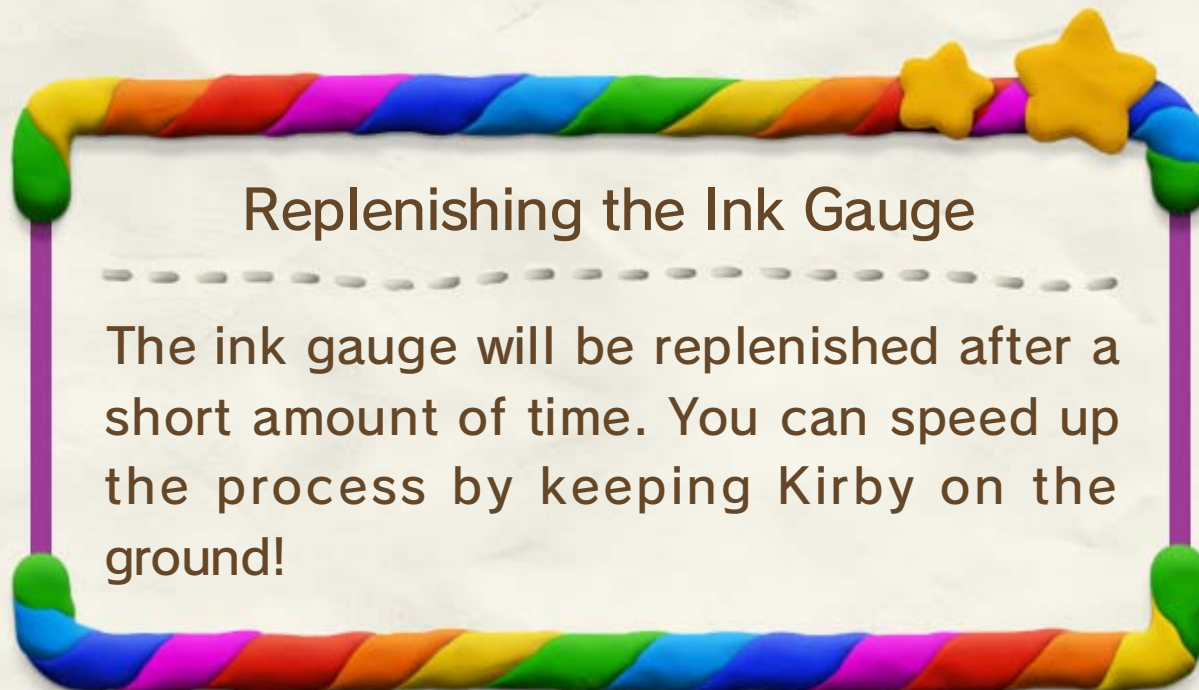 Replenishing the Ink Gauge
The ink gauge will be replenished after a
short amount of time. You can speed up
the process by keeping Kirby on the
ground!